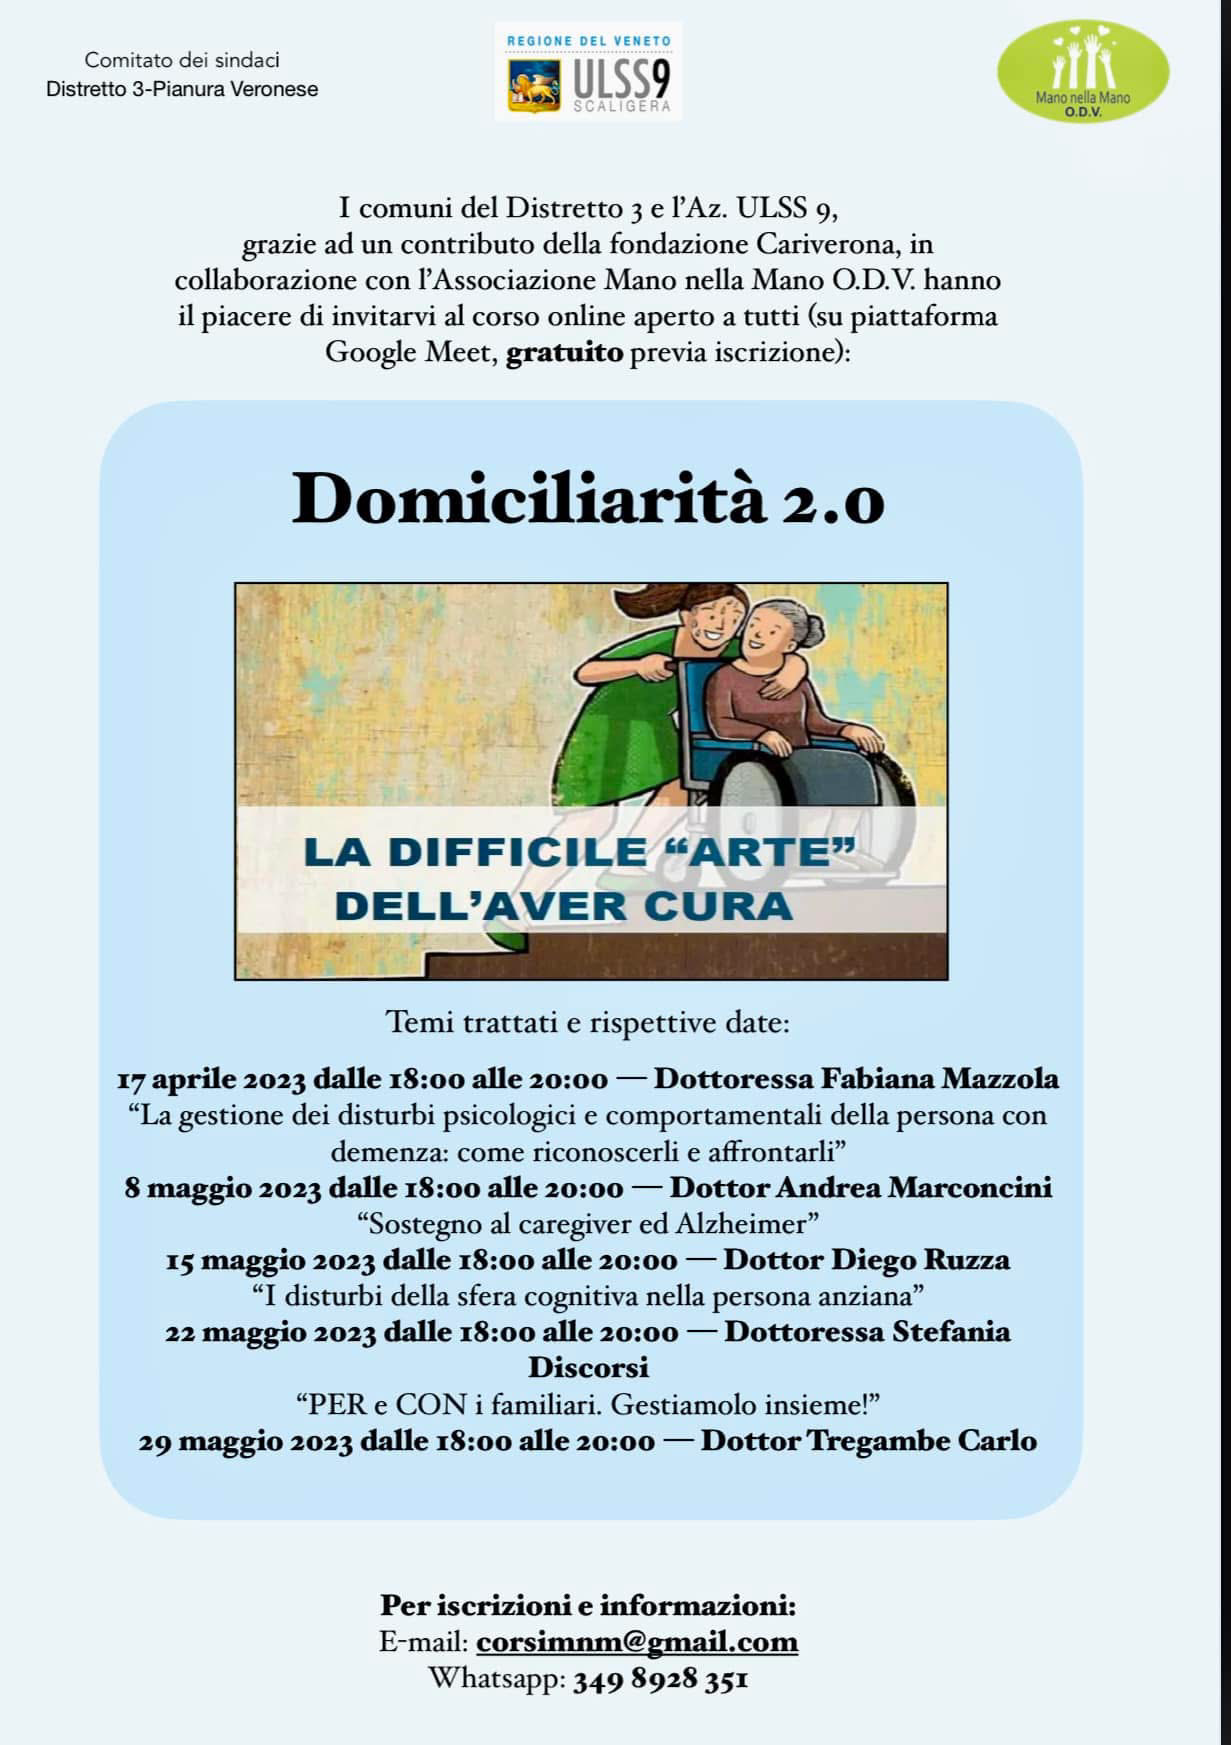 Comitato dei sindaci
Distretto 3-Pianura Veronese
REGIONE DEL VENETO
ULSS9
SCALIGERA
Mano nella Mano
O.D.V.
I comuni del Distretto 3 e l'Az. ULSS 9,
grazie ad un contributo della fondazione Cariverona, in
collaborazione con l'Associazione Mano nella Mano O.D.V. hanno
il piacere di invitarvi al corso online aperto a tutti (su piattaforma
Google Meet, gratuito previa iscrizione):
Domiciliarità 2.0
LA DIFFICILE “ARTE”
DELL'AVER CURA
Temi trattati e rispettive date:
17 aprile 2023 dalle 18:00 alle 20:00 — Dottoressa Fabiana Mazzola
“La gestione dei disturbi psicologici e comportamentali della persona con
demenza: come riconoscerli e affrontarli”
8 maggio 2023 dalle 18:00 alle 20:00 — Dottor Andrea Marconcini
“Sostegno al caregiver ed Alzheimer”
15 maggio 2023 dalle 18:00 alle 20:00 — Dottor Diego Ruzza
“I disturbi della sfera cognitiva nella persona anziana”
22 maggio 2023 dalle 18:00 alle 20:00 — Dottoressa Stefania
Discorsi
“PER e CON i familiari. Gestiamolo insieme!”
29 maggio 2023 dalle 18:00 alle 20:00 — Dottor Tregambe Carlo
Per iscrizioni e informazioni:
E-mail: corsimnm@gmail.com
Whatsapp: 349 8928 351